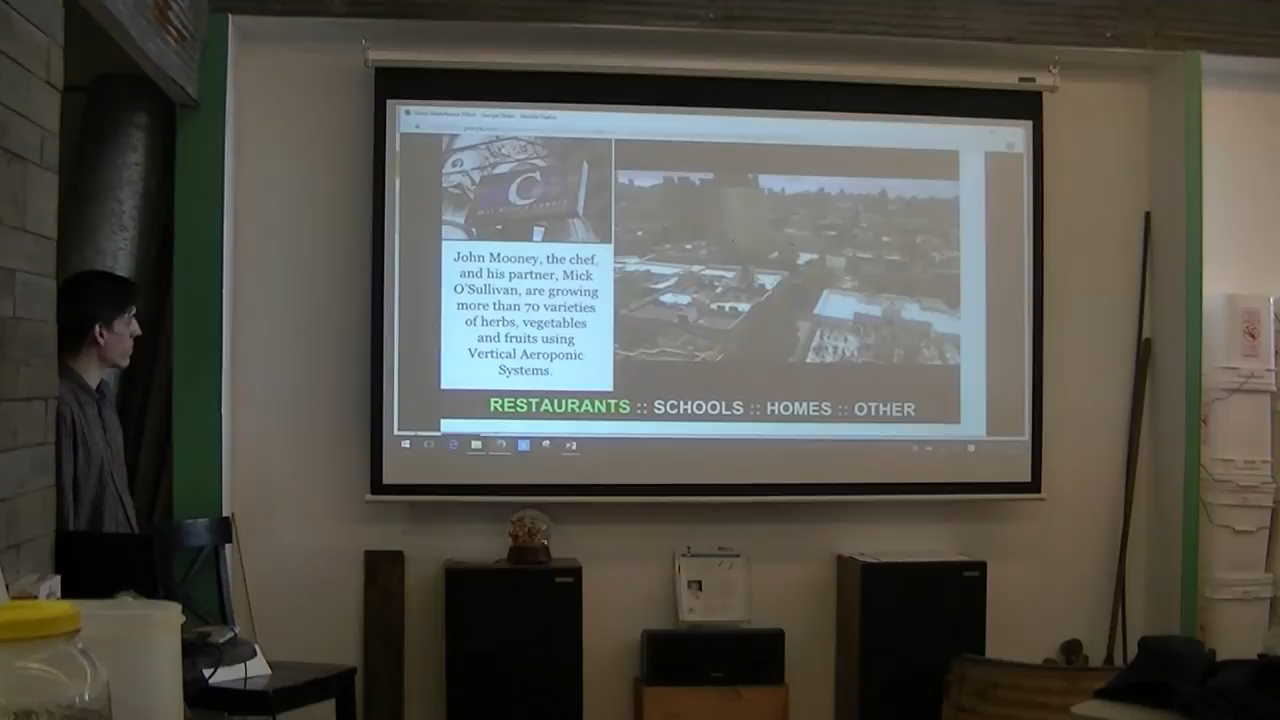 John Mooney, the chef,
and his partner, Mick
O'Sullivan, are growing
more than 70 varieties
of herbs, vegetables
and fruits using
Vertical Aeroponic
Systems.
RESTAURANTS :: SCHOOLS :: HOMES :: OTHER